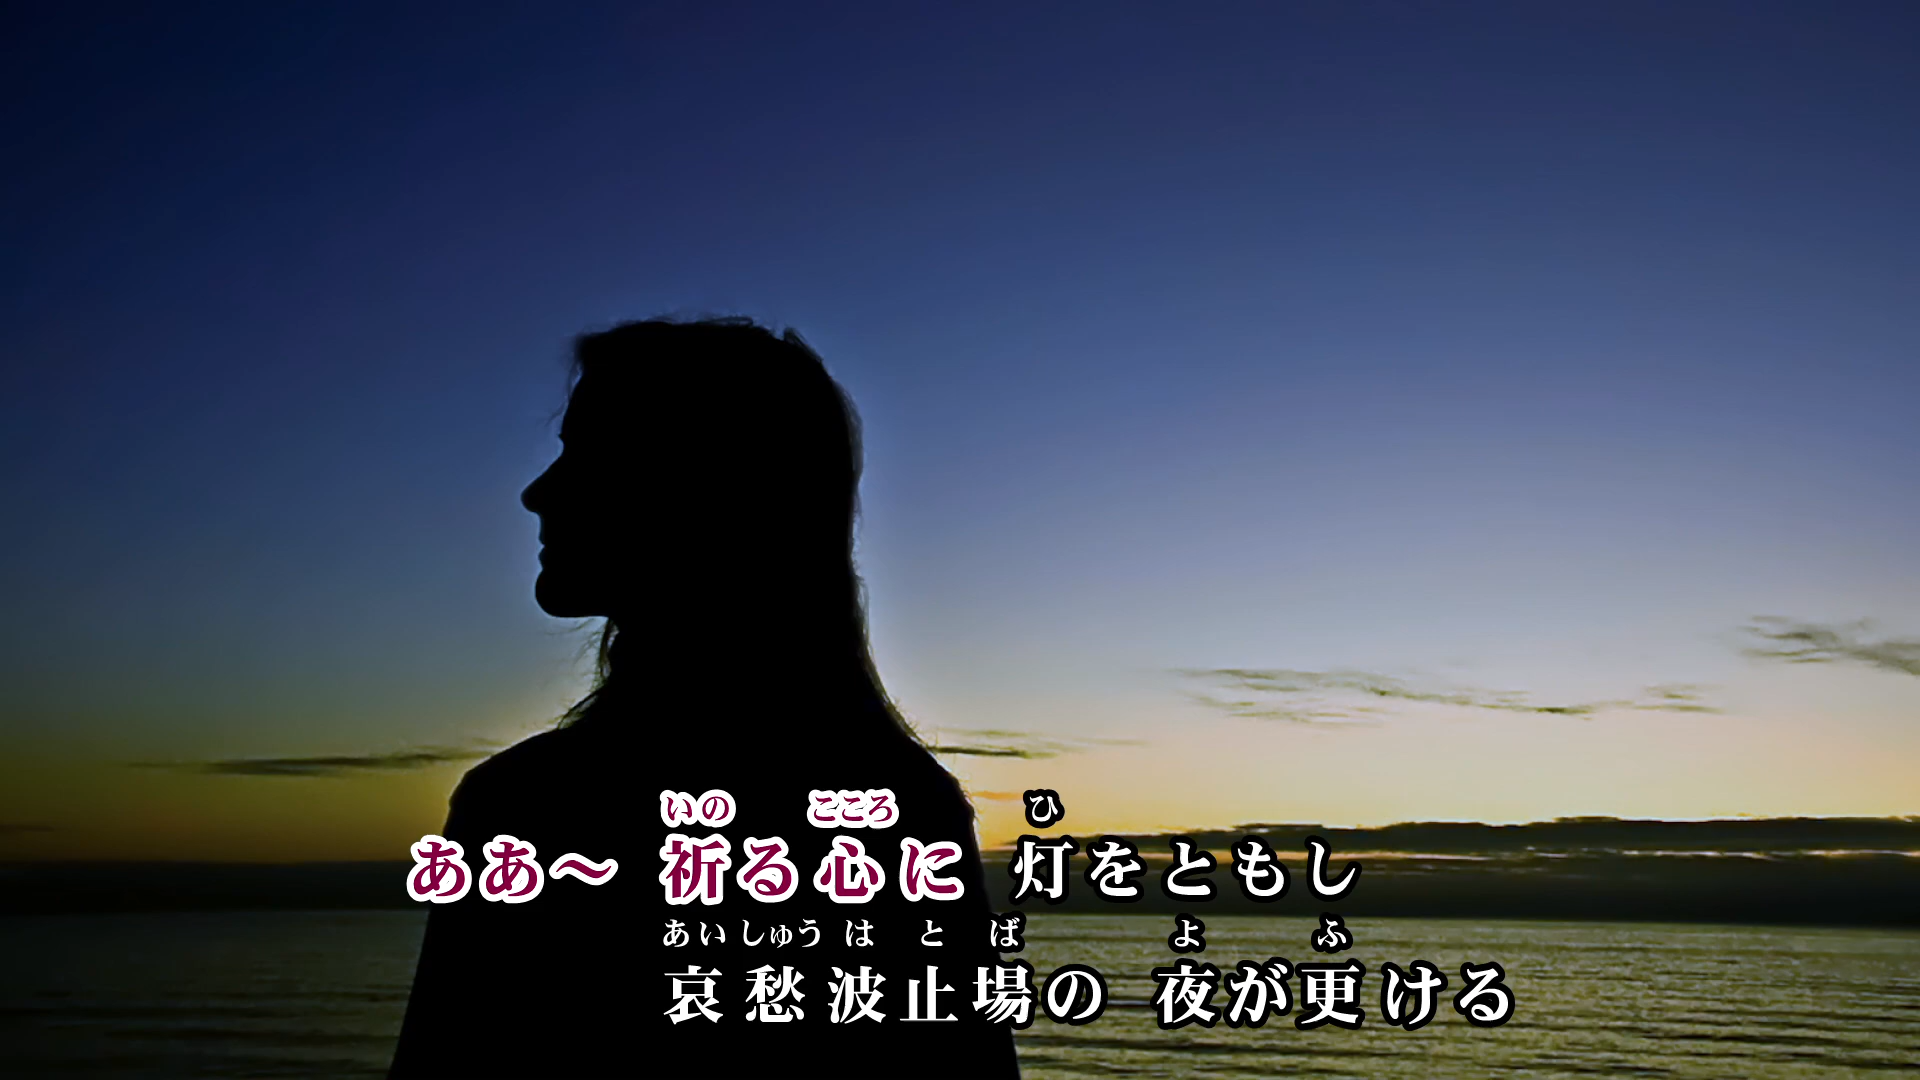 いの こころ ひ
ああ～ 祈る心に 灯をともし
あい しゅう は と ば よ ふ
哀愁波止場の 夜が更ける